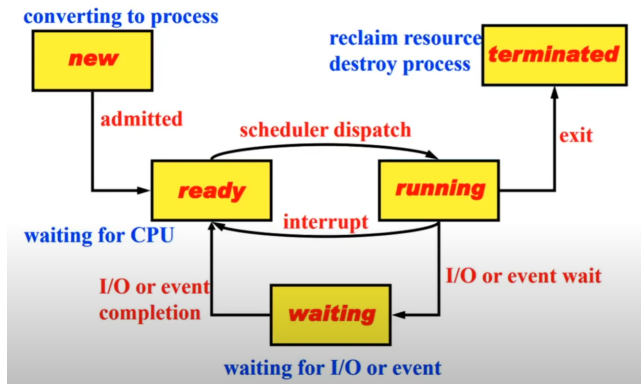 converting to process
new
reclaim resource
destroy process
terminated
admitted
scheduler dispatch
exit
ready
running
interrupt
waiting for CPU
I/O or event
completion
I/O or event wait
waiting
waiting for I/O or event